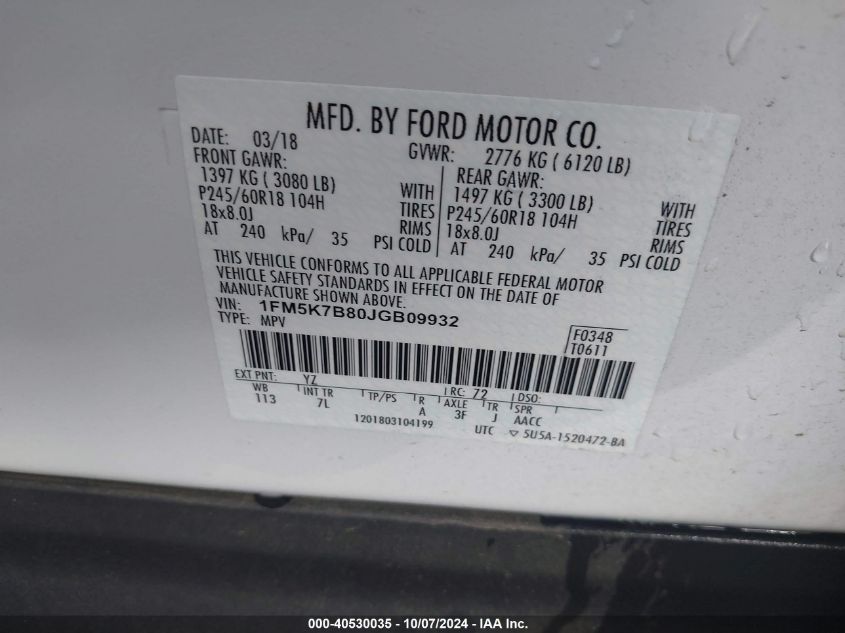 MFD. BY FORD MOTOR CO.
DATE: 03/18 GVWR: 2776 KG ( 6120 LB)
FRONT GAWR: REAR GAWR:
1397 KG ( 3080 LB) WITH 1497 KG ( 3300 LB) WITH
P245/60R18 104H TIRES P245/60R18 104H TIRES
18x8.0J RIMS 18x8.0J RIMS
AT 240 kPa/ 35 PSI COLD AT 240 kPa/ 35 PSI COLD
THIS VEHICLE CONFORMS TO ALL APPLICABLE FEDERAL MOTOR
VEHICLE SAFETY STANDARDS IN EFFECT ON THE DATE OF
MANUFACTURE SHOWN ABOVE.
VIN: 1FM5K7B80JGB09932
TYPE: MPV
F0348
T0611
EXT PNT: YZ RC: 72 DSO:
WB INT TR TP/PS R AXLE TR SPR
113 7L A 3F J AACC
1201803104199 UTC ▽ 5U5A-1520472-BA
000-40530035 - 10/07/2024 - IAA Inc.